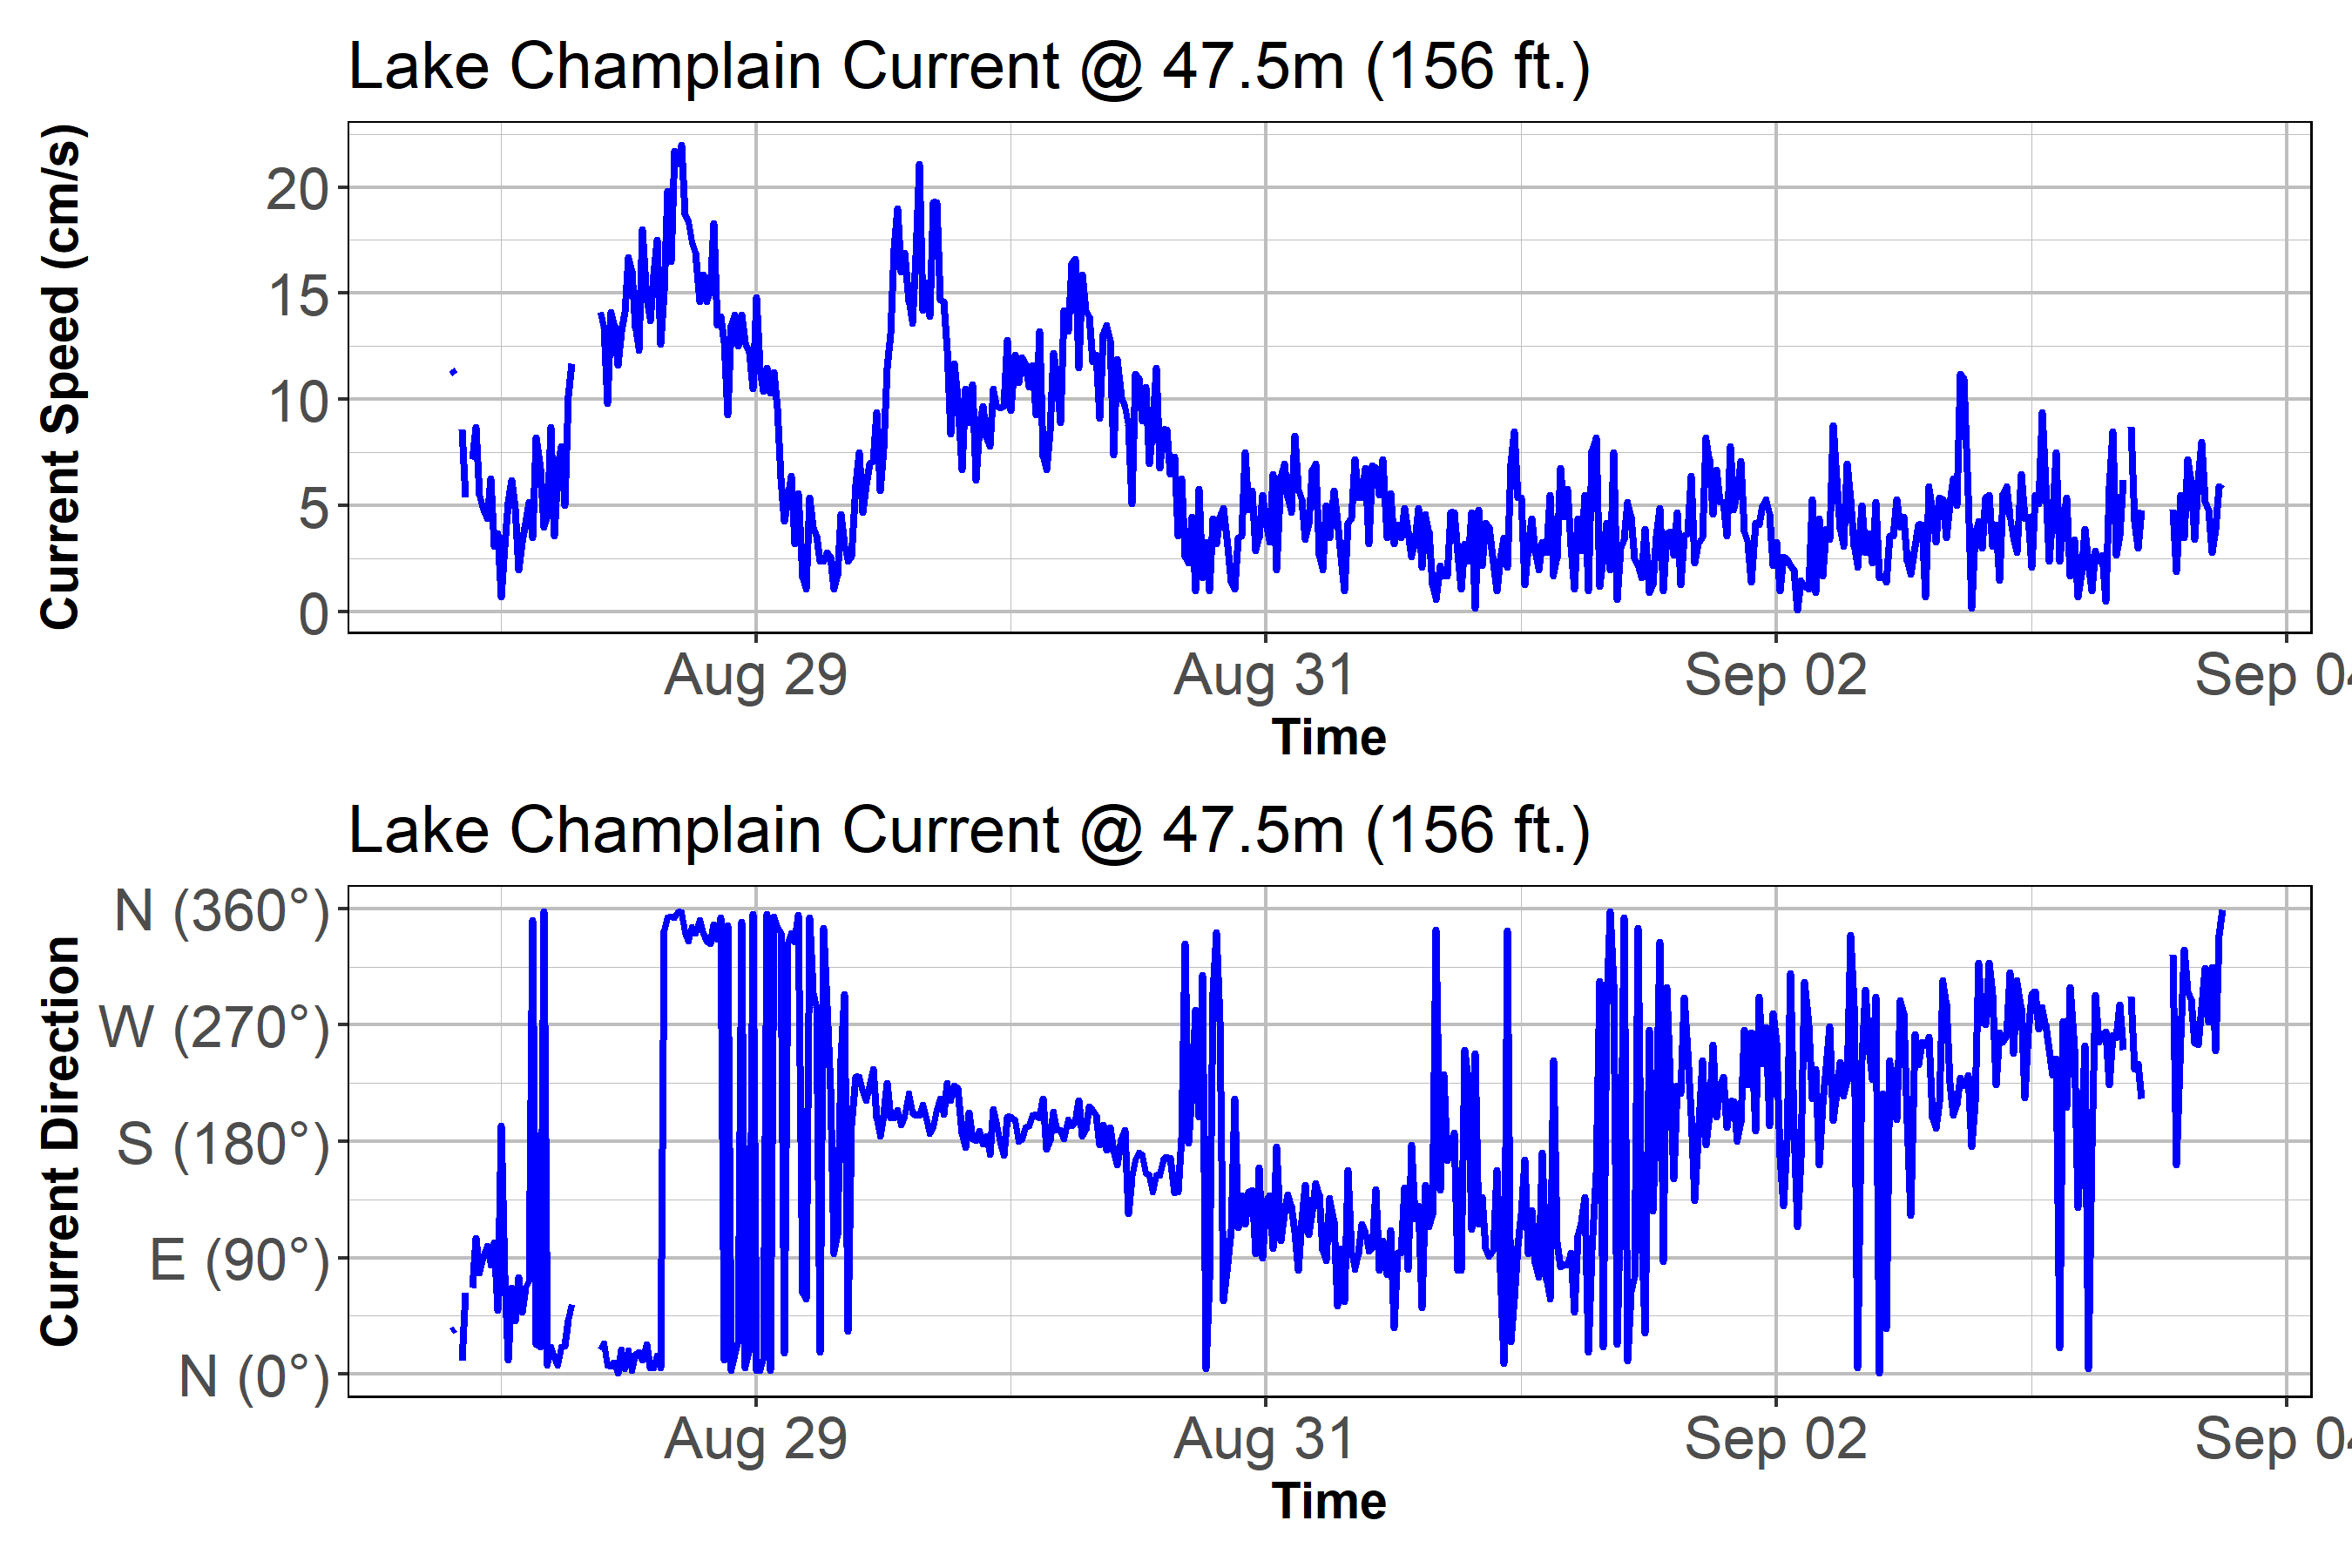 Lake Champlain Current @ 47.5m (156 ft.)
Current Speed (cm/s)
20
15
10
5
0
Aug 29 Aug 31 Sep 02 Sep 04
Time
Lake Champlain Current @ 47.5m (156 ft.)
Current Direction
N (360°)
W (270°)
S (180°)
E (90°)
N (0°)
Aug 29 Aug 31 Sep 02 Sep 04
Time